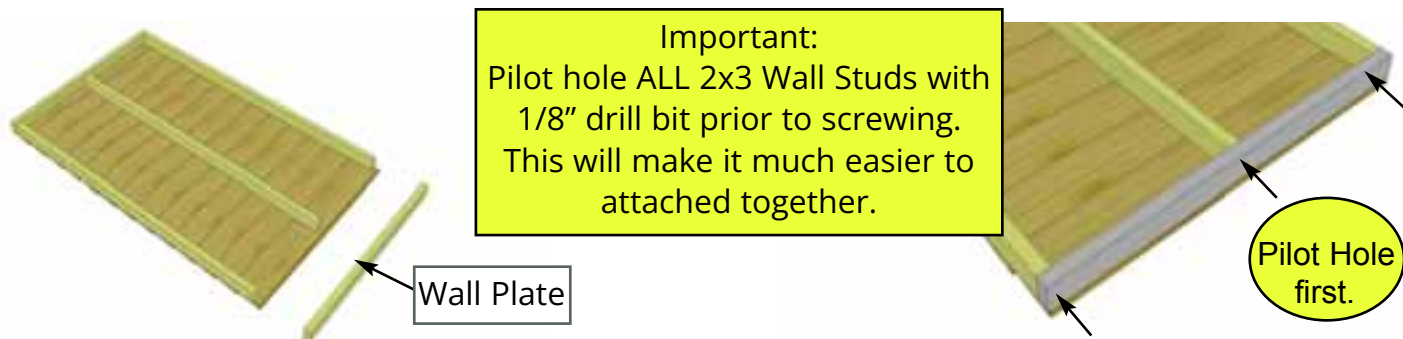 Important:
Pilot hole ALL 2x3 Wall Studs with
1/8” drill bit prior to screwing.
This will make it much easier to
attached together.
Wall Plate
Pilot Hole
first.